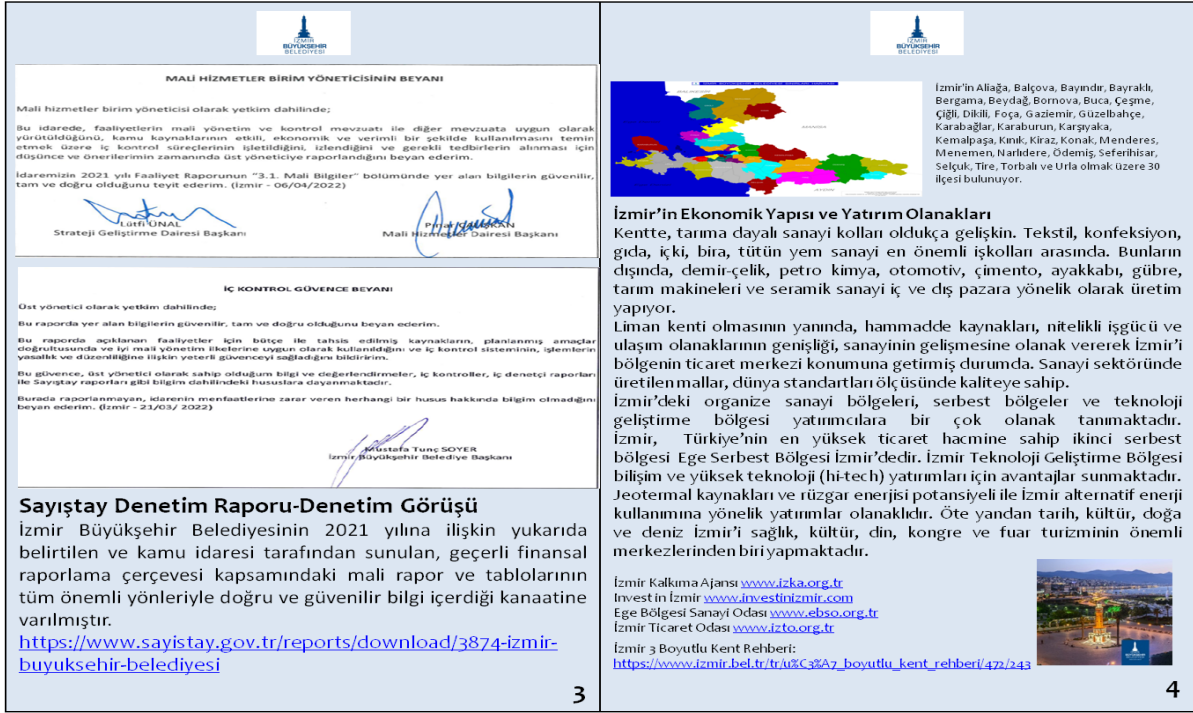 İZMİR
BÜYÜKŞEHİR
BELEDİYESİ
MALİ HİZMETLER BİRİM YÖNETİCİSİNİN BEYANI
Mali hizmetler birim yöneticisi olarak yetkim dahilinde;
Bu idarede, faaliyetlerin mali yönetim ve kontrol mevzuatı ile diğer mevzuata uygun olarak
yürütüldüğünü, kamu kaynaklarının etkili, ekonomik ve verimli bir şekilde kullanılmasını temin
etmek üzere iç kontrol süreçlerinin işletildiğini, izlendiğini ve gerekli tedbirlerin alınması için
düşünce ve önerilerimin zamanında üst yöneticiye raporlandığını beyan ederim.
İdaremizin 2021 yılı Faaliyet Raporunun "3.1. Mali Bilgiler" bölümünde yer alan bilgilerin güvenilir,
tam ve doğru olduğunu teyit ederim. (İzmir - 06/04/2022)
Lütfi ÜNAL
Strateji Geliştirme Dairesi Başkanı
Pınar
Mali Hizmetler Dairesi Başkanı
İÇ KONTROL GÜVENCE BEYANI
Üst yönetici olarak yetkim dahilinde;
Bu raporda yer alan bilgilerin güvenilir, tam ve doğru olduğunu beyan ederim.
Bu raporda açıklanan faaliyetler için bütçe ile tahsis edilmiş kaynakların, planlanmış amaçlar
doğrultusunda ve iyi mali yönetim ilkelerine uygun olarak kullanıldığını ve iç kontrol sisteminin, işlemlerin
yasallık ve düzenliliğine ilişkin yeterli güvenceyi sağladığını bildiririm.
Bu güvence, üst yönetici olarak sahip olduğum bilgi ve değerlendirmeler, iç kontroller, iç denetçi raporları
ile Sayıştay raporları gibi bilgim dahilindeki hususlara dayanmaktadır.
Burada raporlanmayan, idarenin menfaatlerine zarar veren herhangi bir husus hakkında bilgim olmadığını
beyan ederim. (İzmir - 21/03/ 2022)
Mustafa Tunç SOYER
İzmir Büyükşehir Belediye Başkanı
Sayıştay Denetim Raporu-Denetim Görüşü
İzmir Büyükşehir Belediyesinin 2021 yılına ilişkin yukarıda
belirtilen ve kamu idaresi tarafından sunulan, geçerli finansal
raporlama çerçevesi kapsamındaki mali rapor ve tablolarının
tüm önemli yönleriyle doğru ve güvenilir bilgi içerdiği kanaatine
varılmıştır.
https://www.sayistay.gov.tr/reports/download/3874-izmir-
buyuksehir-belediyesi
3
İZMİR
BÜYÜKŞEHİR
BELEDİYESİ
İzmir'in Aliağa, Balçova, Bayındır, Bayraklı,
Bergama, Beydağ, Bornova, Buca, Çeşme,
Çiğli, Dikili, Foça, Gaziemir, Güzelbahçe,
Karabağlar, Karaburun, Karşıyaka,
Kemalpaşa, Kınık, Kiraz, Konak, Menderes,
Menemen, Narlıdere, Ödemiş, Seferihisar,
Selçuk, Tire, Torbalı ve Urla olmak üzere 30
ilçesi bulunuyor.
İzmir'in Ekonomik Yapısı ve Yatırım Olanakları
Kentte, tarıma dayalı sanayi kolları oldukça gelişkin. Tekstil, konfeksiyon,
gıda, içki, bira, tütün yem sanayi en önemli işkolları arasında. Bunların
dışında, demir-çelik, petro kimya, otomotiv, çimento, ayakkabı, gübre,
tarım makineleri ve seramik sanayi iç ve dış pazara yönelik olarak üretim
yapıyor.
Liman kenti olmasının yanında, hammadde kaynakları, nitelikli işgücü ve
ulaşım olanaklarının genişliği, sanayinin gelişmesine olanak vererek İzmir'i
bölgenin ticaret merkezi konumuna getirmiş durumda. Sanayi sektöründe
üretilen mallar, dünya standartları ölçüsünde kaliteye sahip.
İzmir'deki organize sanayi bölgeleri, serbest bölgeler ve teknoloji
geliştirme bölgesi yatırımcılara bir çok olanak tanımaktadır.
İzmir, Türkiye'nin en yüksek ticaret hacmine sahip ikinci serbest
bölgesi Ege Serbest Bölgesi İzmir'dedir. İzmir Teknoloji Geliştirme Bölgesi
bilişim ve yüksek teknoloji (hi-tech) yatırımları için avantajlar sunmaktadır.
Jeotermal kaynakları ve rüzgar enerjisi potansiyeli ile İzmir alternatif enerji
kullanımına yönelik yatırımlar olanaklıdır. Öte yandan tarih, kültür, doğa
ve deniz İzmir'i sağlık, kültür, din, kongre ve fuar turizminin önemli
merkezlerinden biri yapmaktadır.
İzmir Kalkıma Ajansı www.izka.org.tr
Invest in İzmir www.investinizmir.com
Ege Bölgesi Sanayi Odası www.ebso.org.tr
İzmir Ticaret Odası www.izto.org.tr
İzmir 3 Boyutlu Kent Rehberi:
https://www.izmir.bel.tr/tr/u%C3%A7_boyutlu_kent_rehberi/472/243
4